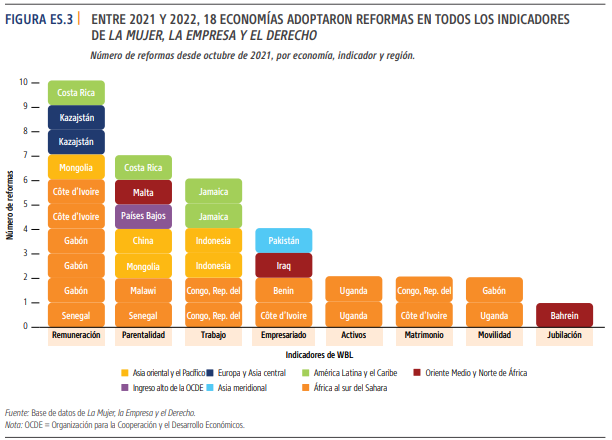 FIGURA ES.3 | ENTRE 2021 Y 2022, 18 ECONOMÍAS ADOPTARON REFORMAS EN TODOS LOS INDICADORES
DE LA MUJER, LA EMPRESA Y EL DERECHO
Número de reformas desde octubre de 2021, por economía, indicador y región.
Número de reformas
10
9
8
7
6
5
4
3
2
1
0
Costa Rica
Kazajstán
Kazajstán
Mongolia
Côte d'Ivoire
Côte d'Ivoire
Gabón
Gabón
Gabón
Senegal
Costa Rica
Malta
Países Bajos
China
Mongolia
Malawi
Senegal
Jamaica
Jamaica
Indonesia
Indonesia
Congo, Rep. del
Congo, Rep. del
Pakistán
Iraq
Benin
Côte d'Ivoire
Uganda
Uganda
Congo, Rep. del
Côte d'Ivoire
Gabón
Uganda
Bahrein
Remuneración Parentalidad Trabajo Empresariado Activos Matrimonio Movilidad Jubilación
Indicadores de WBL
Asia oriental y el Pacífico Europa y Asia central América Latina y el Caribe Oriente Medio y Norte de África
Ingreso alto de la OCDE Asia meridional África al sur del Sahara
Fuente: Base de datos de La Mujer, la Empresa y el Derecho.
Nota: OCDE = Organización para la Cooperación y el Desarrollo Económicos.